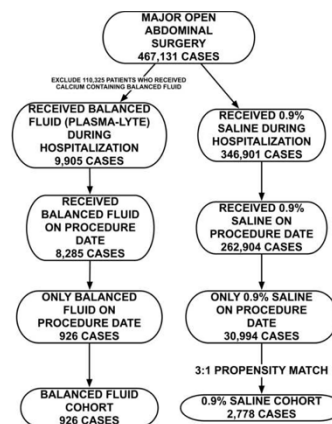 MAJOR OPEN
ABDOMINAL
SURGERY
467,131 CASES
EXCLUDE 110,325 PATIENTS WHO RECEIVED
CALCIUM CONTAINING BALANCED FLUID
RECEIVED BALANCED
FLUID (PLASMA-LYTE)
DURING
HOSPITALIZATION
9,905 CASES
RECEIVED 0.9%
SALINE DURING
HOSPITALIZATION
346,901 CASES
RECEIVED
BALANCED FLUID
ON PROCEDURE
DATE
8,285 CASES
RECEIVED 0.9%
SALINE ON
PROCEDURE DATE
262,904 CASES
ONLY BALANCED
FLUID ON
PROCEDURE DATE
926 CASES
ONLY 0.9% SALINE
ON PROCEDURE
DATE
30,994 CASES
3:1 PROPENSITY MATCH
BALANCED FLUID
COHORT
926 CASES
0.9% SALINE COHORT
2,778 CASES